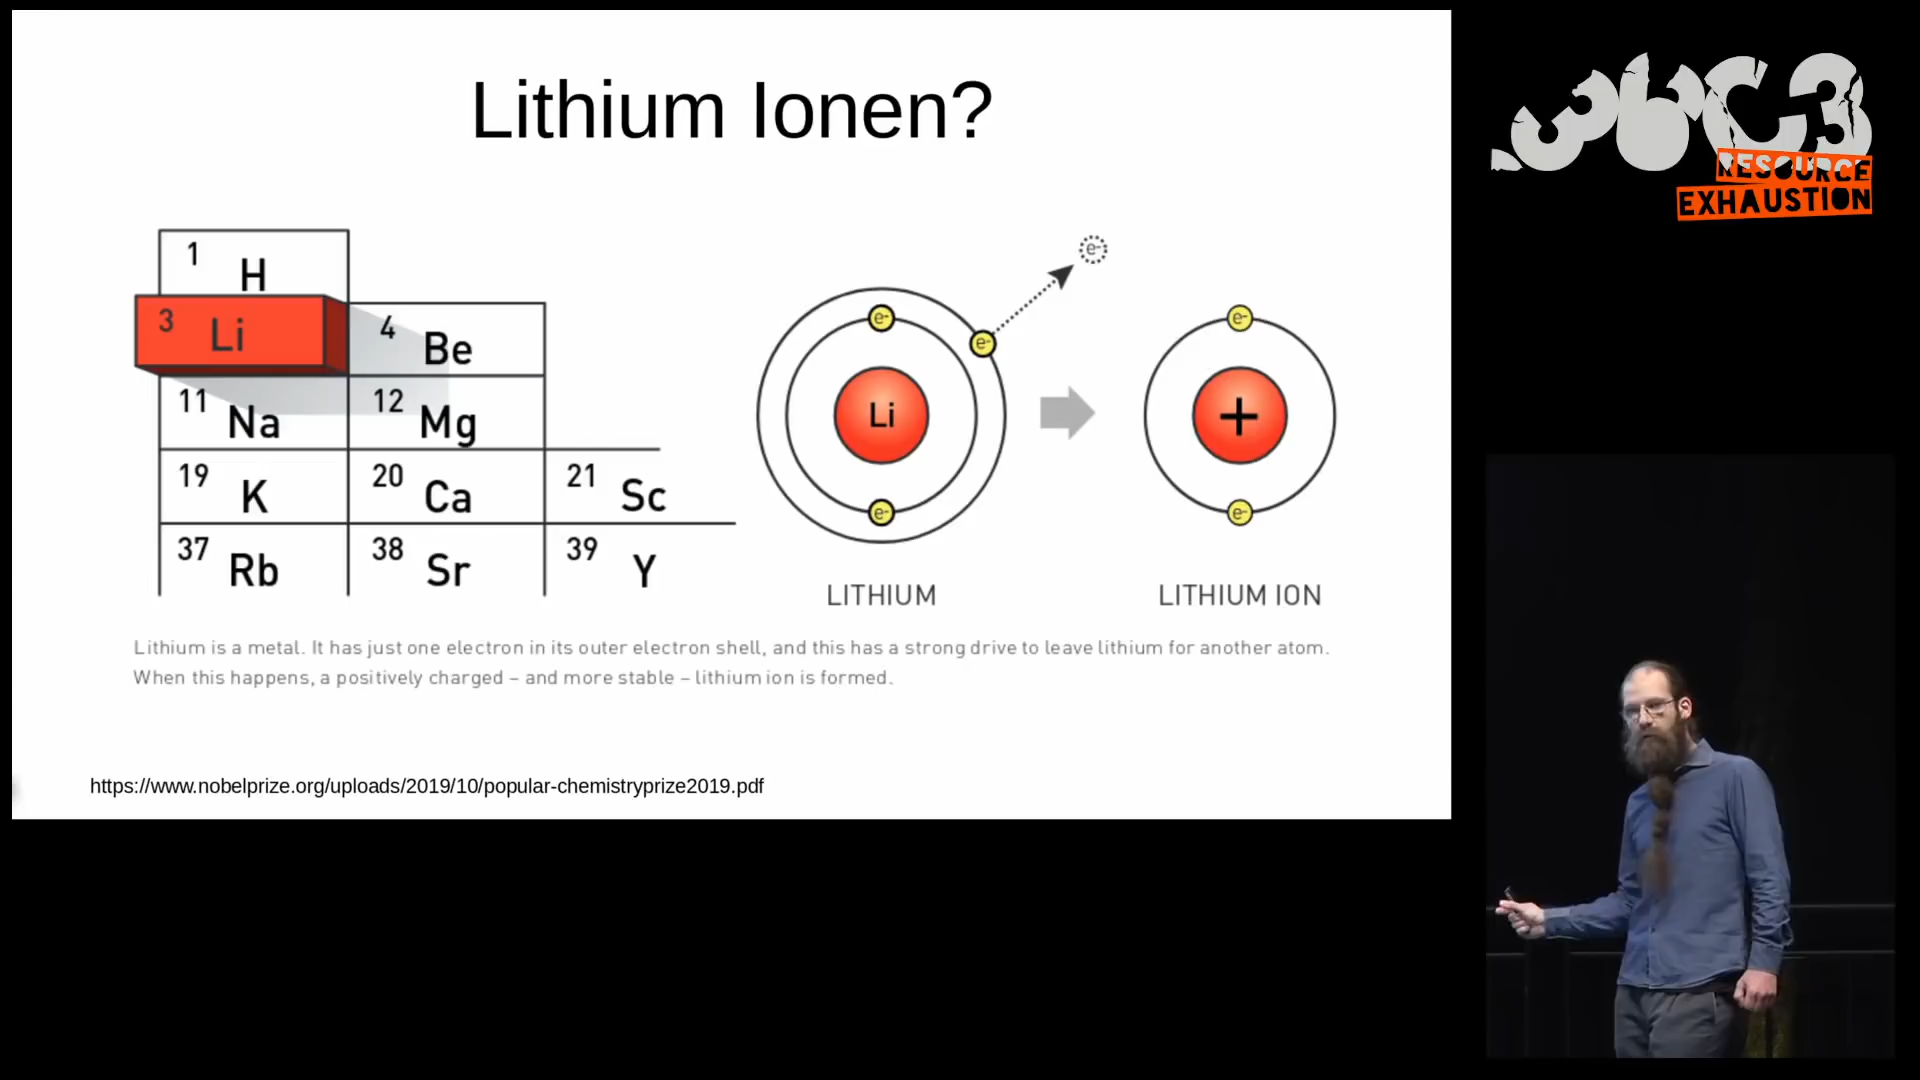 Lithium Ionen?
1
H
3
Li
4
Be
11
Na
12
Mg
19
K
20
Ca
21
Sc
37
Rb
38
Sr
39
Y
e-
e-
e-
Li
e-
LITHIUM
e-
+
e-
LITHIUM ION
Lithium is a metal. It has just one electron in its outer electron shell, and this has a strong drive to leave lithium for another atom.
When this happens, a positively charged – and more stable – lithium ion is formed.
https://www.nobelprize.org/uploads/2019/10/popular-chemistryprize2019.pdf
36C3
RESOURCE
EXHAUSTION